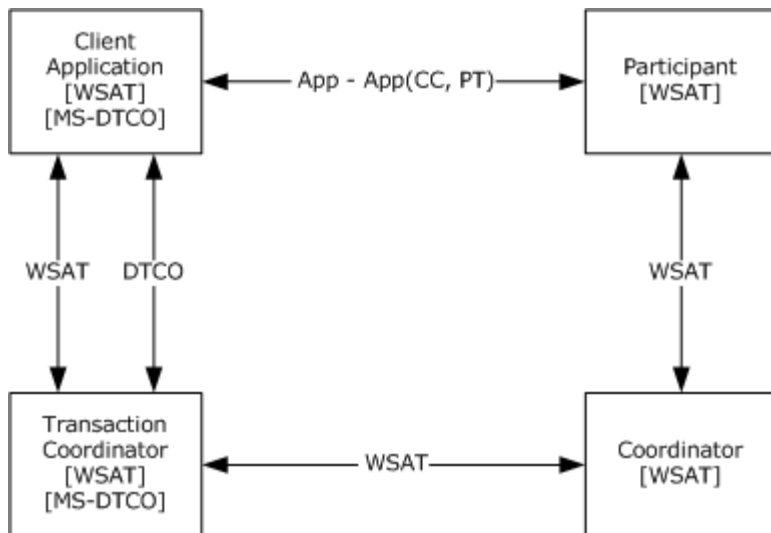 Client
Application
[WSAT]
[MS-DTCO]
App - App(CC, PT)
Participant
[WSAT]
WSAT
DTCO
WSAT
Transaction
Coordinator
[WSAT]
[MS-DTCO]
WSAT
Coordinator
[WSAT]